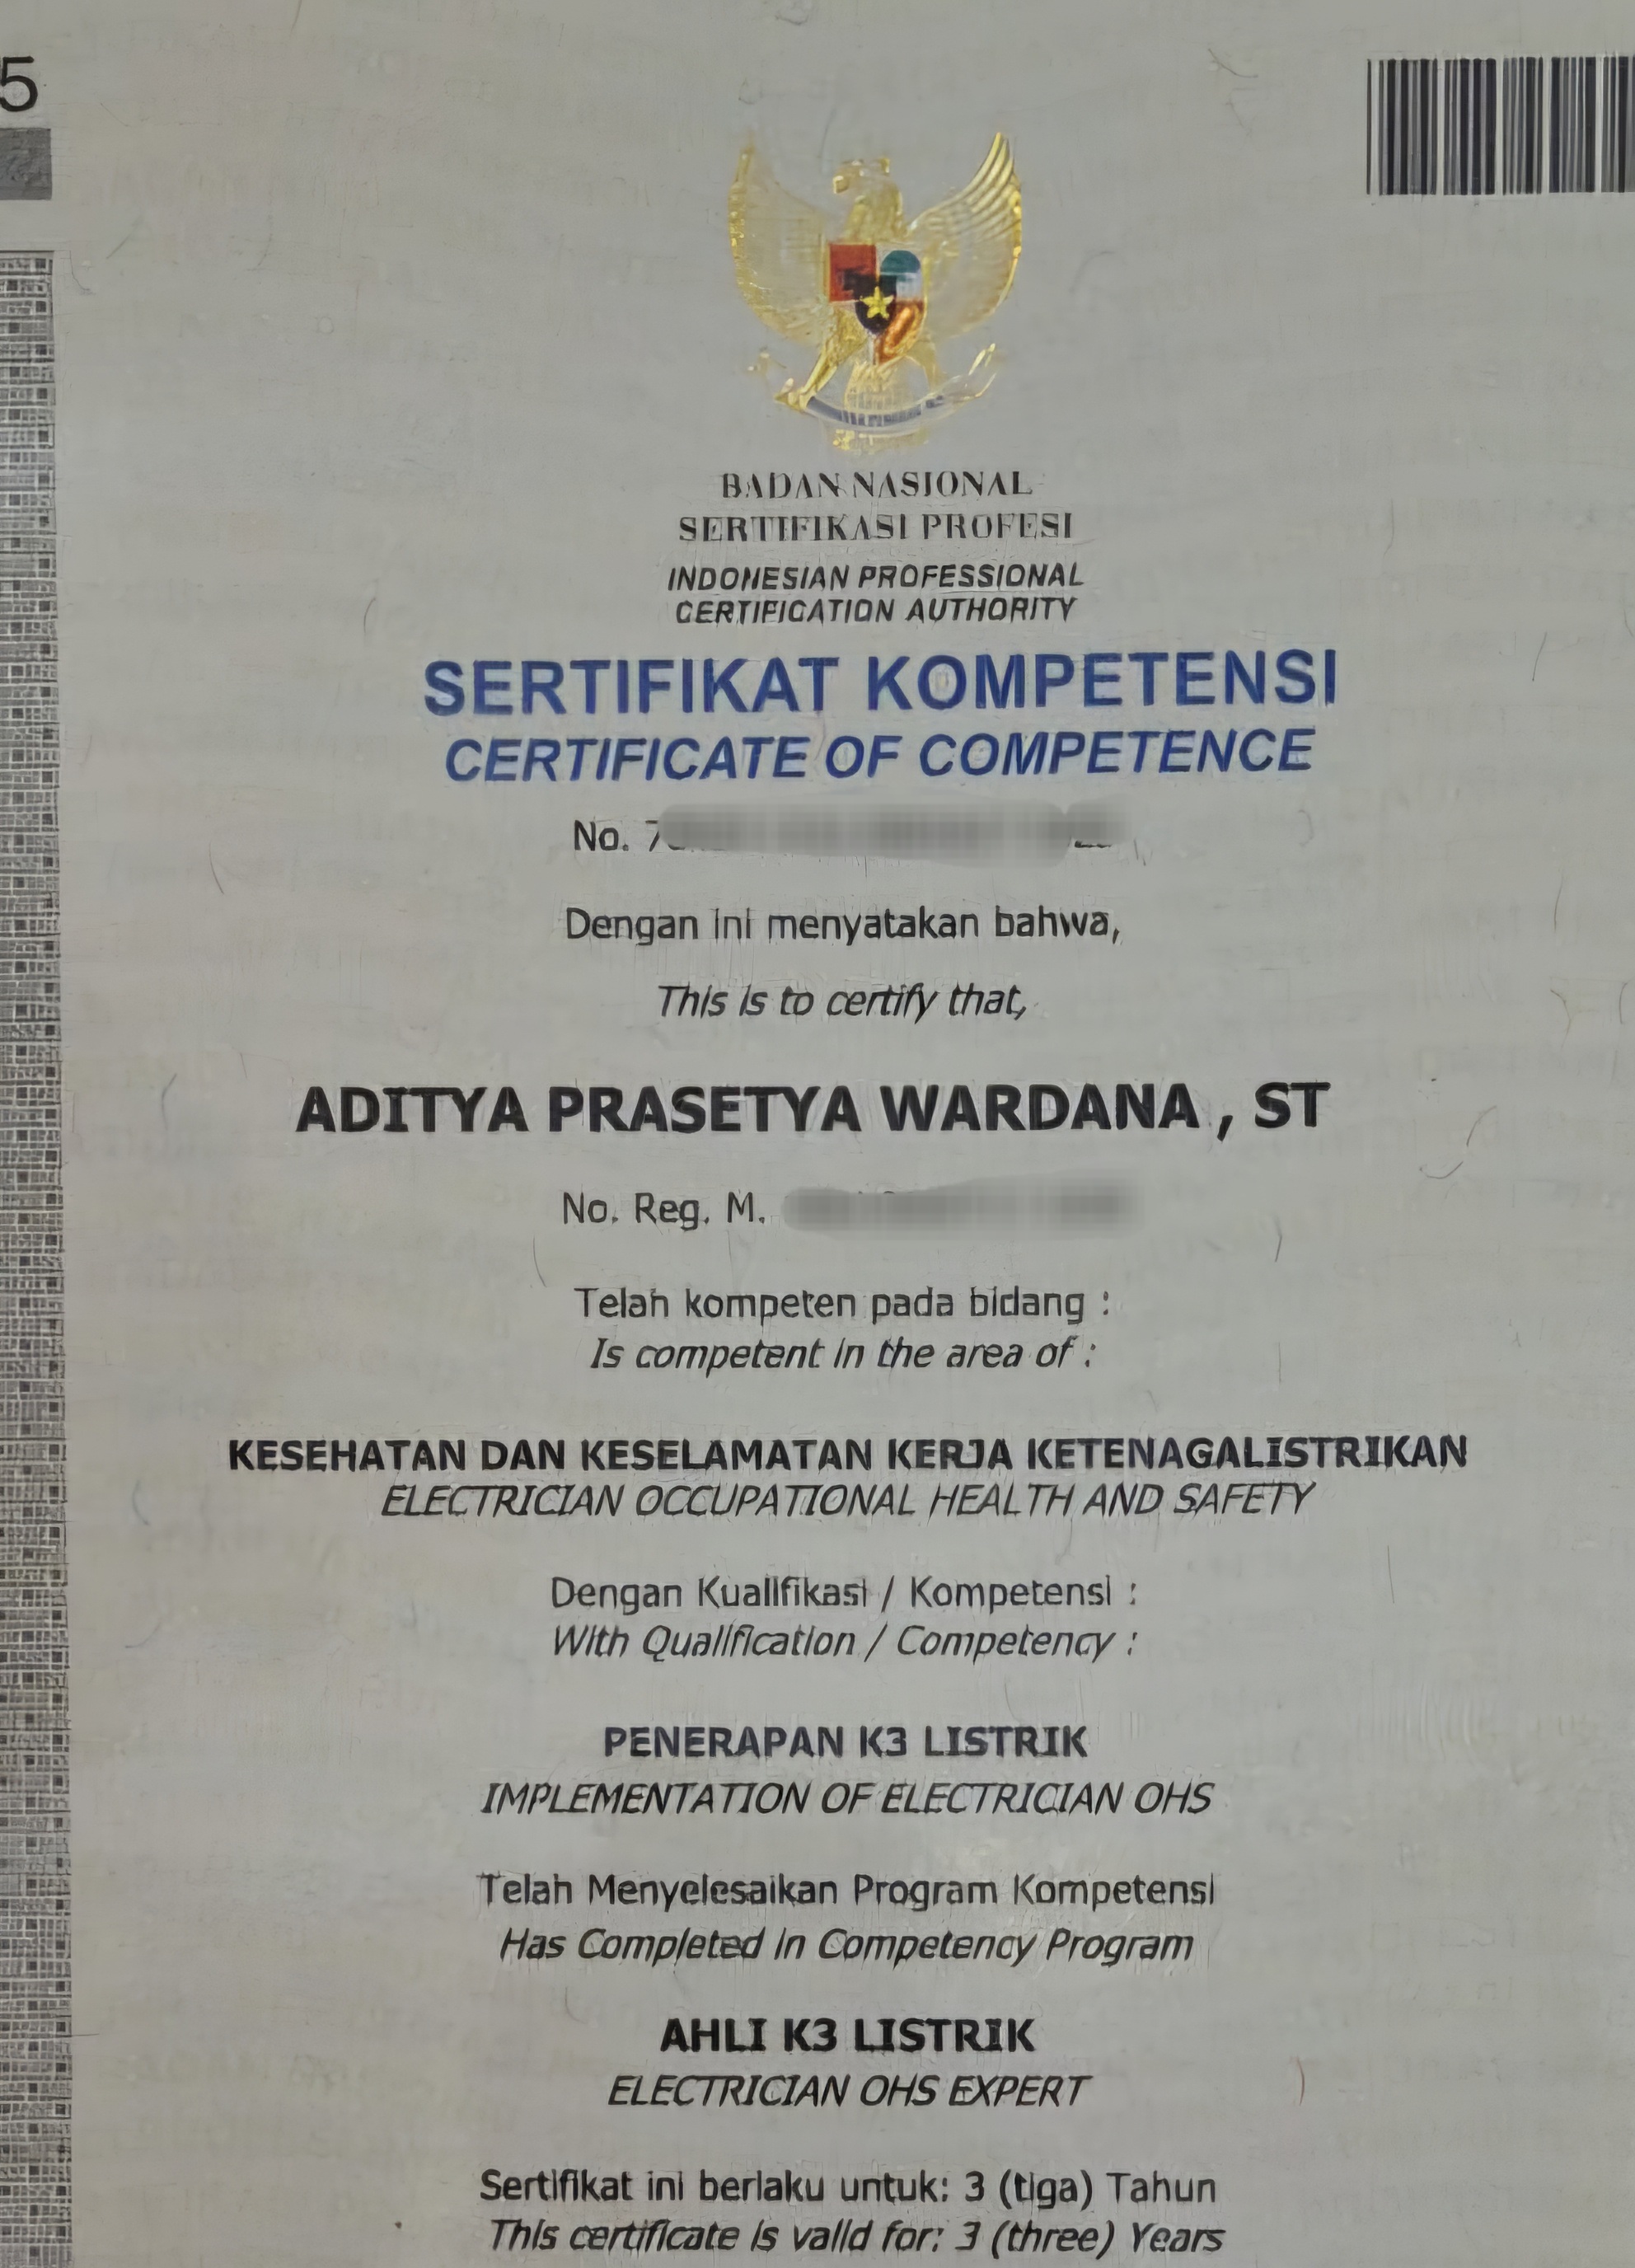 5
BADAN NASIONAL
SERTIFIKASI PROFESI
INDONESIAN PROFESSIONAL
CERTIFICATION AUTHORITY
SERTIFIKAT KOMPETENSI
CERTIFICATE OF COMPETENCE
No. 7
Dengan ini menyatakan bahwa,
This is to certify that,
ADITYA PRASETYA WARDANA , ST
No. Reg. M.
Telah kompeten pada bidang :
Is competent in the area of :
KESEHATAN DAN KESELAMATAN KERJA KETENAGALISTRIKAN
ELECTRICIAN OCCUPATIONAL HEALTH AND SAFETY
Dengan Kualifikasi / Kompetensi :
With Qualification / Competency :
PENERAPAN K3 LISTRIK
IMPLEMENTATION OF ELECTRICIAN OHS
Telah Menyelesaikan Program Kompetensi
Has Completed in Competency Program
AHLI K3 LISTRIK
ELECTRICIAN OHS EXPERT
Sertifikat ini berlaku untuk: 3 (tiga) Tahun
This certificate is valid for: 3 (three) Years